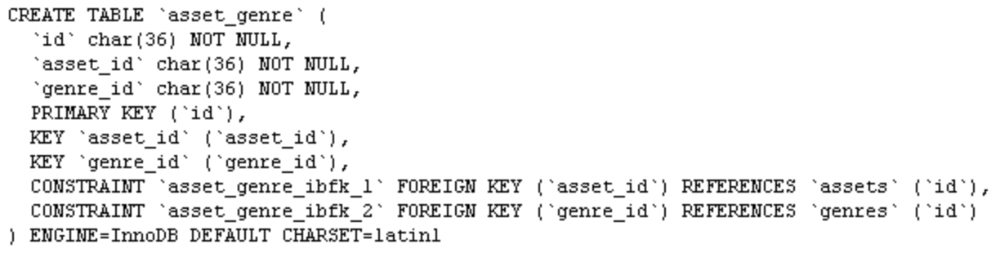 CREATE TABLE `asset_genre` (
  `id` char(36) NOT NULL,
  `asset_id` char(36) NOT NULL,
  `genre_id` char(36) NOT NULL,
  PRIMARY KEY (`id`),
  KEY `asset_id` (`asset_id`),
  KEY `genre_id` (`genre_id`),
  CONSTRAINT `asset_genre_ibfk_1` FOREIGN KEY (`asset_id`) REFERENCES `assets` (`id`),
  CONSTRAINT `asset_genre_ibfk_2` FOREIGN KEY (`genre_id`) REFERENCES `genres` (`id`)
) ENGINE=InnoDB DEFAULT CHARSET=latin1